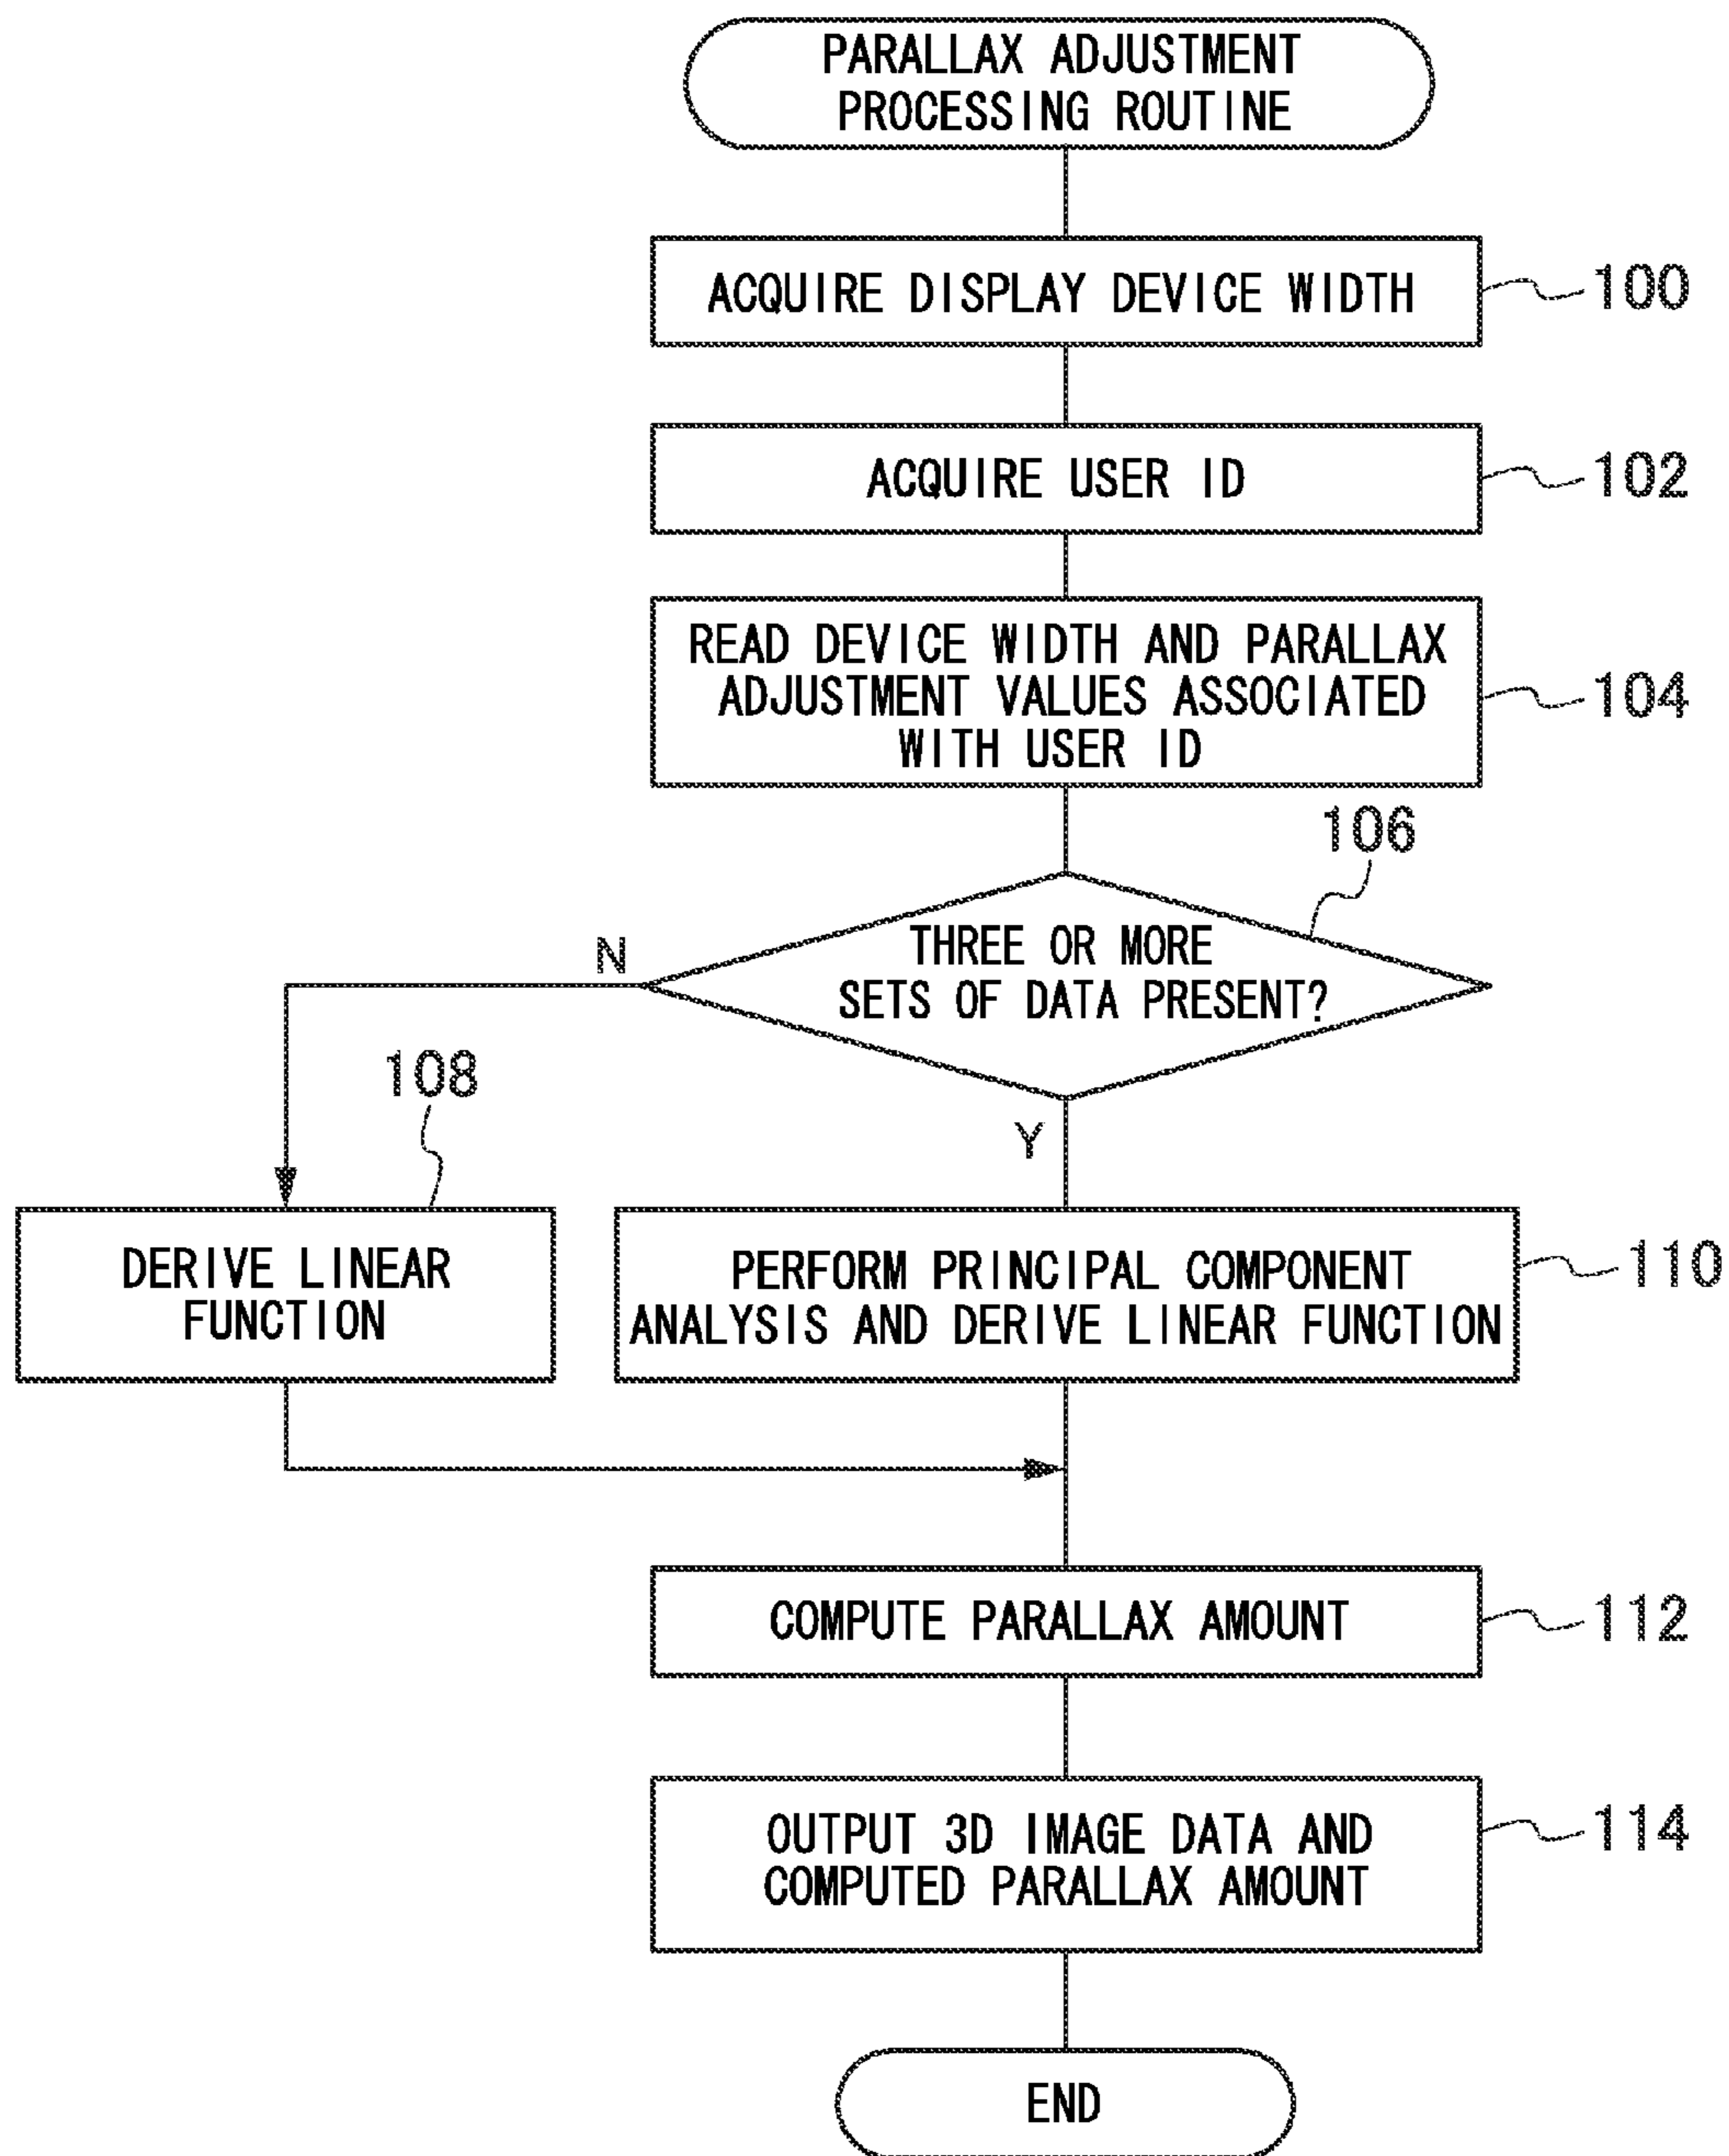 PARALLAX ADJUSTMENT
PROCESSING ROUTINE
ACQUIRE DISPLAY DEVICE WIDTH
100
ACQUIRE USER ID
102
READ DEVICE WIDTH AND PARALLAX
ADJUSTMENT VALUES ASSOCIATED
WITH USER ID
104
106
THREE OR MORE
SETS OF DATA PRESENT?
N
Y
108
DERIVE LINEAR
FUNCTION
PERFORM PRINCIPAL COMPONENT
ANALYSIS AND DERIVE LINEAR FUNCTION
110
COMPUTE PARALLAX AMOUNT
112
OUTPUT 3D IMAGE DATA AND
COMPUTED PARALLAX AMOUNT
114
END